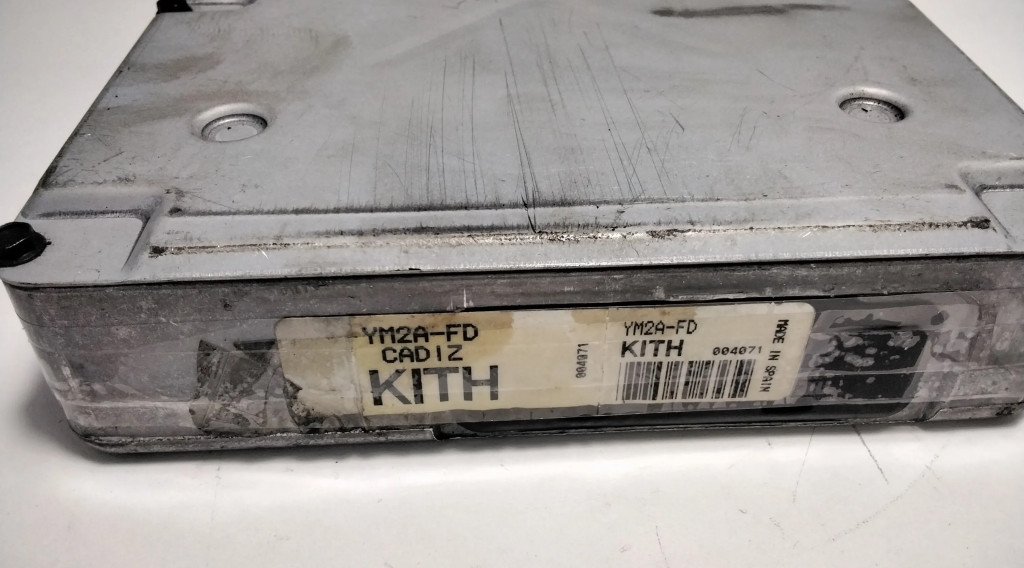 YM2A-FD
CADIZ
KITH
004071
YM2A-FD
KITH 004071
MADE IN SPAIN